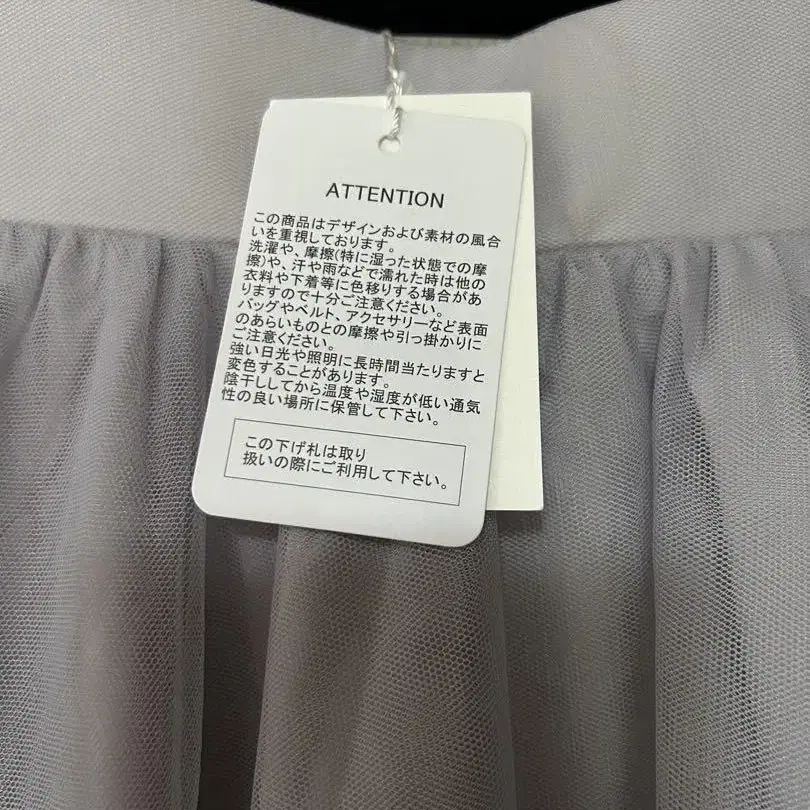 ATTENTION
この商品はデザインおよび素材の風合
いを重視しております。
洗濯や、摩擦(特に湿った状態での摩
擦)や、汗や雨などで濡れた時は他の
衣料や下着等に色移りする場合があ
りますので十分ご注意ください。
バッグやベルト、アクセサリーなど表面
のあらいものとの摩擦や引っ掛かりに
ご注意ください。
強い日光や照明に長時間当たりますと
変色することがあります。
陰干ししてから温度や湿度が低い通気
性の良い場所に保管して下さい。
この下げ札は取り
扱いの際にご利用して下さい。